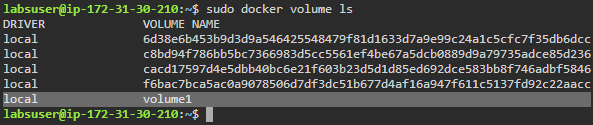 labsuser@ip-172-31-30-210:~$ sudo docker volume ls
DRIVER              VOLUME NAME
local               6d38e6b453b9d3d9a546425548479f81d1633d7a9e99c24a1c5cfc7f35db6dcc
local               c8bd94f786bb5bc7366983d5cc5561ef4be67a5dcb0889d9a79735adce85d236
local               cacd17597d4e5dbb40bc6e21f603b23d5d1d85ed692dce583bb8f746adbf5846
local               f6bac7bca5ac0a9078506d7df3dc51b677d4af16a947f611c5137fd92c22aacc
local               volume1
labsuser@ip-172-31-30-210:~$